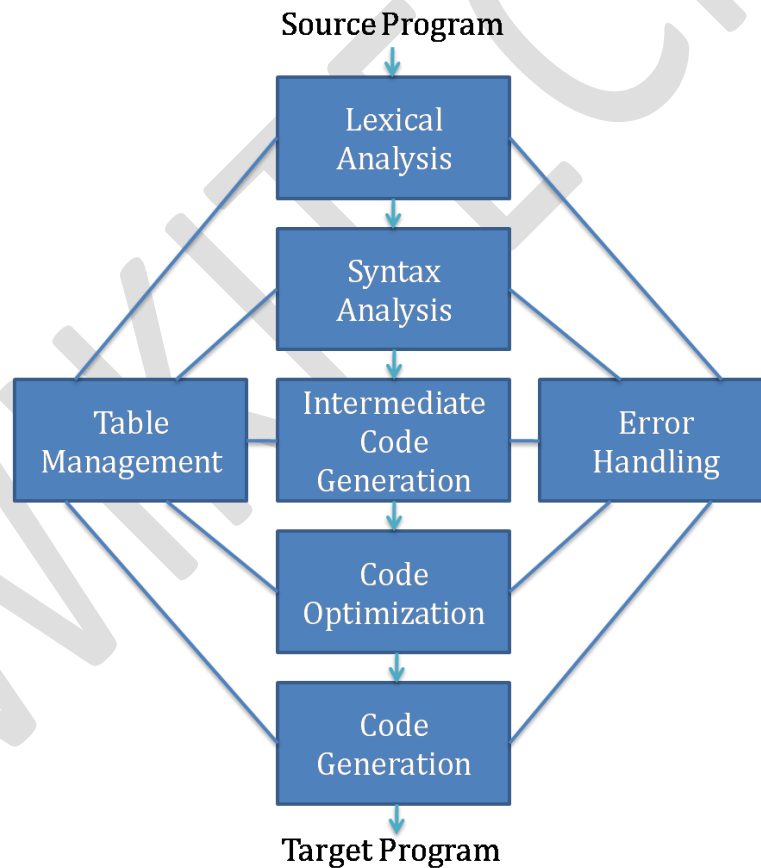 Source Program
Lexical
Analysis
Syntax
Analysis
Table
Management
Intermediate
Code
Generation
Error
Handling
Code
Optimization
Code
Generation
Target Program